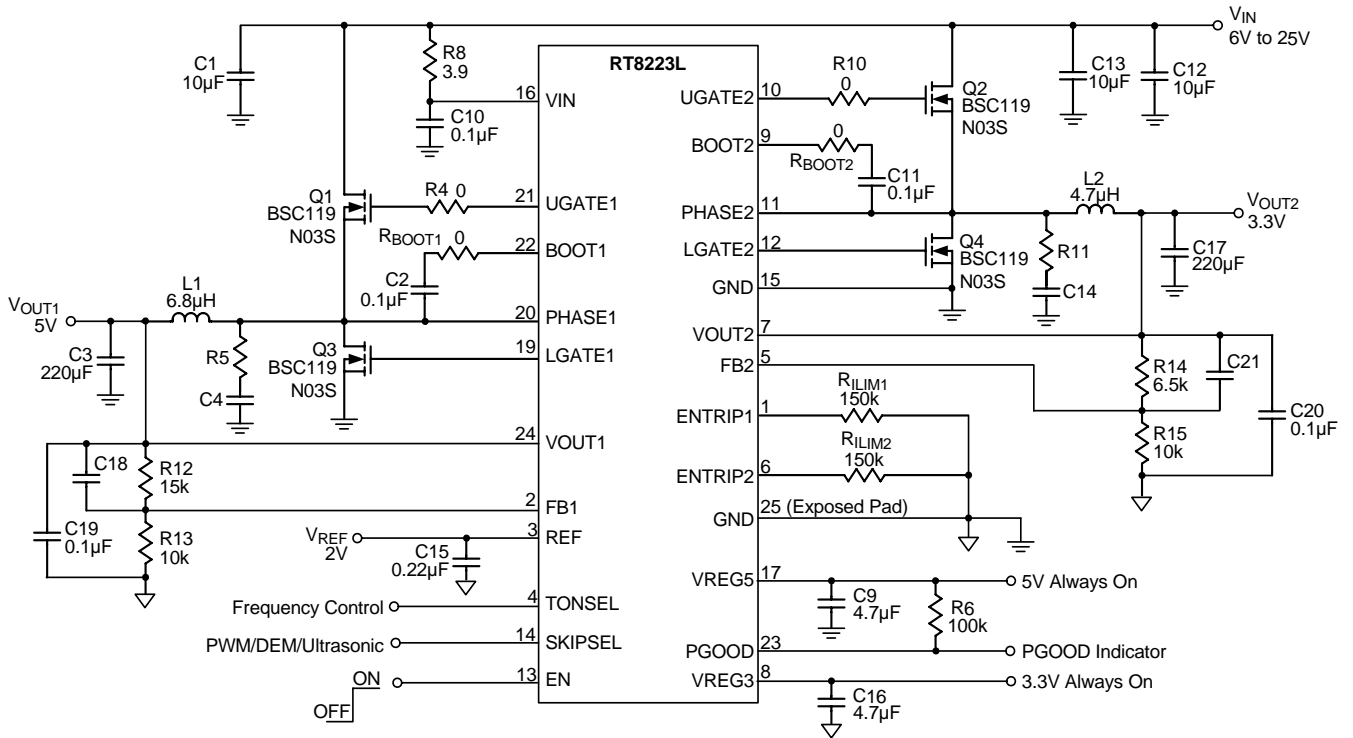 VIN
6V to 25V
C1
10µF
R8
3.9
RT8223L
R10
0
C13
10µF
C12
10µF
16
VIN
UGATE2
10
Q2
BSC119
N03S
C10
0.1µF
BOOT2
9
0
RBOOT2
C11
0.1µF
Q1
BSC119
N03S
R4 0
21
UGATE1
PHASE2
11
L2
4.7µH
VOUT2
3.3V
RBOOT1
0
22
BOOT1
LGATE2
12
Q4
BSC119
N03S
R11
C17
220µF
C2
0.1µF
GND
15
C14
L1
6.8µH
VOUT1
5V
20
PHASE1
VOUT2
7
C3
220µF
R5
Q3
BSC119
N03S
19
LGATE1
FB2
5
R14
6.5k
C21
C4
RILIM1
150k
ENTRIP1
1
C20
0.1µF
24
VOUT1
RILIM2
150k
R15
10k
C18
R12
15k
ENTRIP2
6
2
FB1
GND
25 (Exposed Pad)
C19
0.1µF
R13
10k
VREF
2V
3
REF
C15
0.22µF
VREG5
17
5V Always On
Frequency Control
4
TONSEL
C9
4.7µF
R6
100k
PWM/DEM/Ultrasonic
14
SKIPSEL
PGOOD
23
PGOOD Indicator
ON
OFF
13
EN
VREG3
8
3.3V Always On
C16
4.7µF